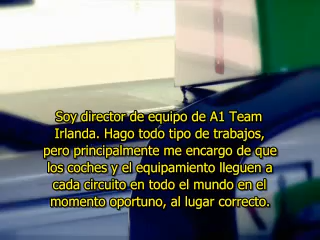 Soy director de equipo de A1 Team
Irlanda. Hago todo tipo de trabajos,
pero principalmente me encargo de que
los coches y el equipamiento lleguen a
cada circuito en todo el mundo en el
momento oportuno, al lugar correcto.